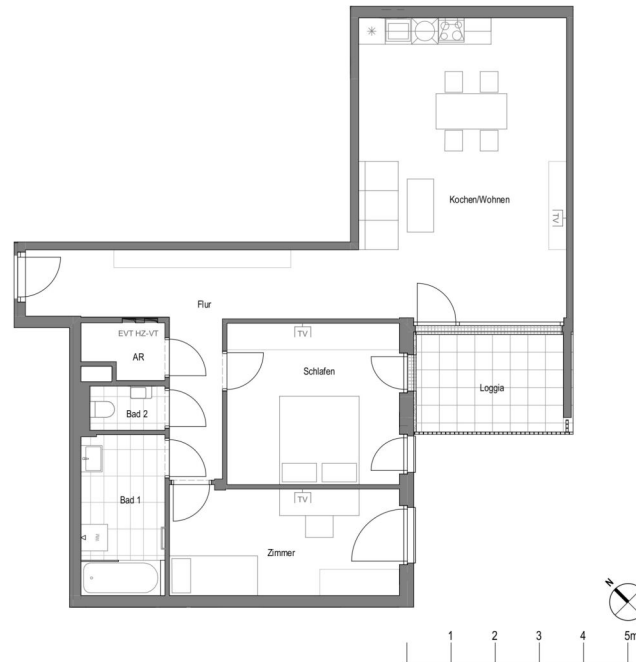 Kochen/Wohnen
TV
Flur
EVT HZ-VT
AR
TV
Schlafen
Loggia
Bad 2
Bad 1
TV
Zimmer
N
1 2 3 4 5m